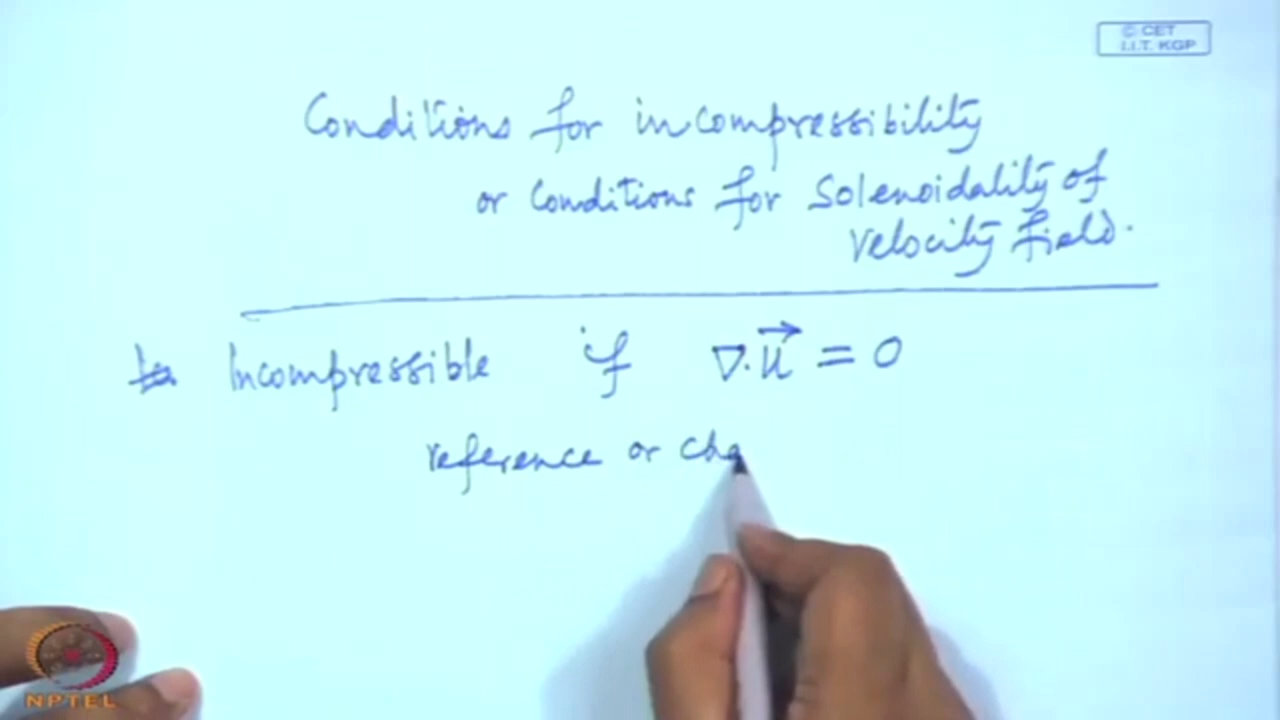 © CET
I.I.T. KGP
Conditions for incompressibility
or Conditions for Solenoidality of
velocity field.
Incompressible if ∇.u⃗ = 0
reference or cha
NPTEL